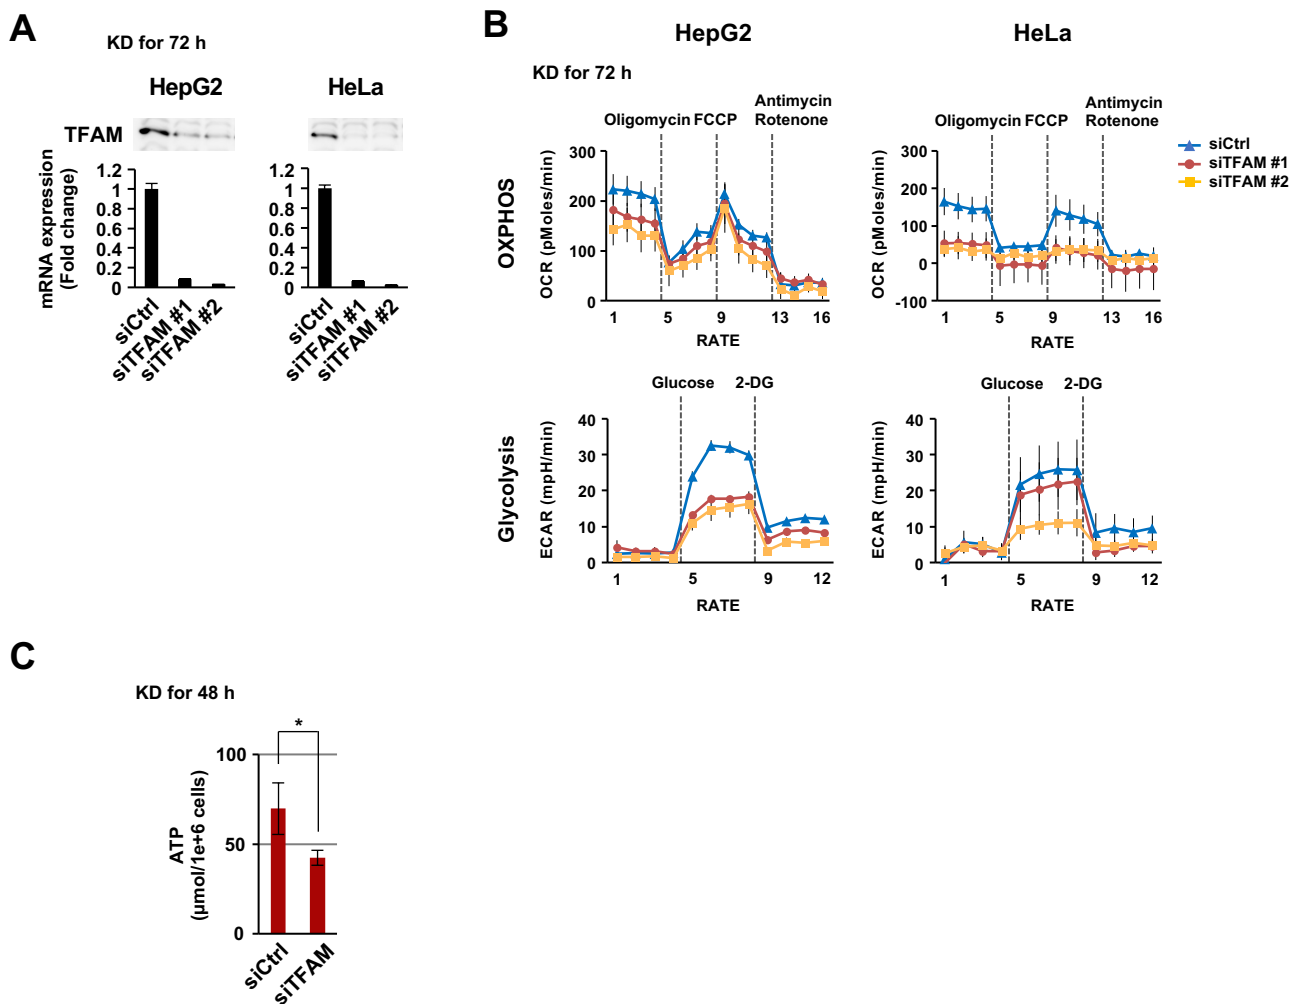 A
KD for 72 h
HepG2
HeLa
TFAM
mRNA expression
(Fold change)
1.2
1
0.8
0.6
0.4
0.2
0
siCtrl
siTFAM #1
siTFAM #2
1.2
1
0.8
0.6
0.4
0.2
0
siCtrl
siTFAM #1
siTFAM #2
B
HepG2
HeLa
KD for 72 h
OXPHOS
Oligomycin FCCP
Antimycin
Rotenone
OCR (pMoles/min)
300
200
100
0
1 5 9 13 16
RATE
Oligomycin FCCP
Antimycin
Rotenone
OCR (pMoles/min)
300
200
100
0
-100
1 5 9 13 16
RATE
siCtrl
siTFAM #1
siTFAM #2
Glycolysis
Glucose 2-DG
ECAR (mpH/min)
40
30
20
10
0
1 5 9 12
RATE
Glucose 2-DG
ECAR (mpH/min)
40
30
20
10
0
1 5 9 12
RATE
C
KD for 48 h
*
ATP
(μmol/1e+6 cells)
100
50
0
siCtrl
siTFAM